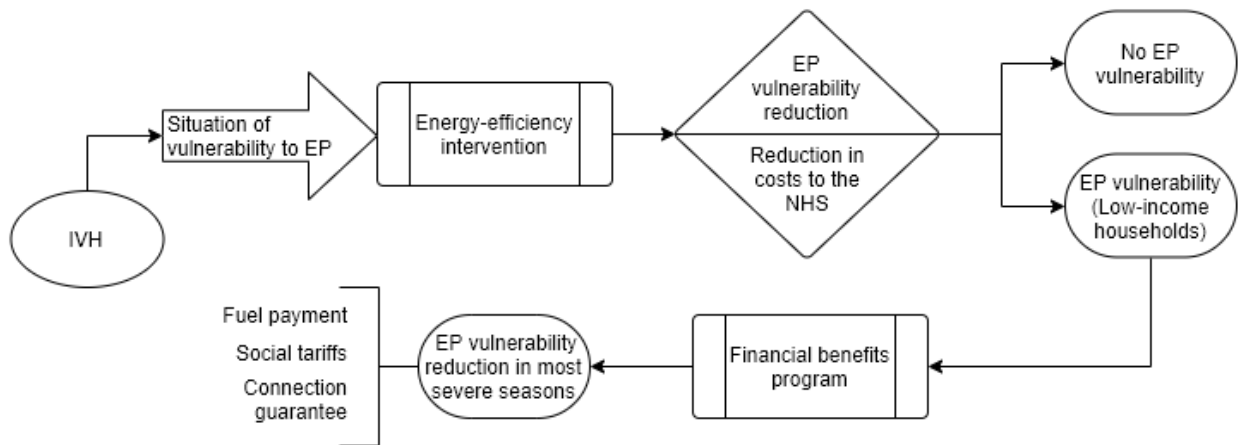 IVH
Situation of
vulnerability to EP
Energy-efficiency
intervention
EP
vulnerability
reduction
Reduction in
costs to the
NHS
No EP
vulnerability
EP vulnerability
(Low-income
households)
Financial benefits
program
EP vulnerability
reduction in most
severe seasons
Fuel payment
Social tariffs
Connection
guarantee